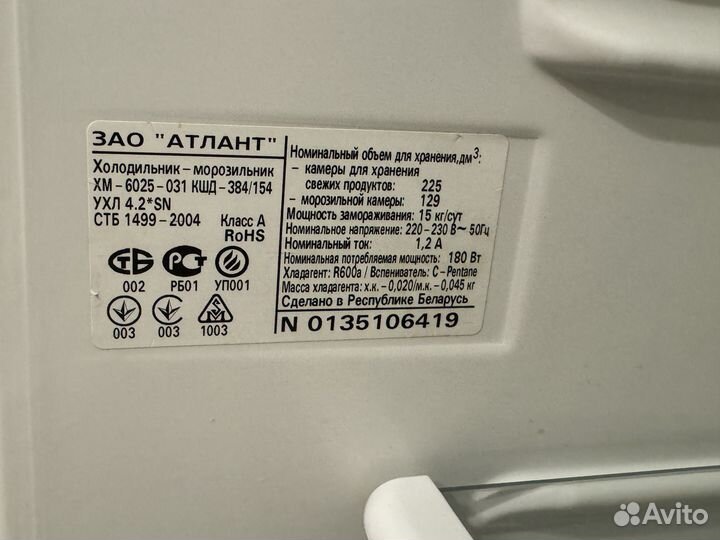 ЗАО "АТЛАНТ"
Холодильник – морозильник
ХМ – 6025 – 031 КШД – 384/154
УХЛ 4.2*SN
СТБ 1499 – 2004 Класс А
RoHS
002 РБ01 УП001
003 003 1003
Номинальный объем для хранения,дм³:
– камеры для хранения
свежих продуктов: 225
– морозильной камеры: 129
Мощность замораживания: 15 кг/сут
Номинальное напряжение: 220 – 230 В~ 50Гц
Номинальный ток: 1,2 А
Номинальная потребляемая мощность: 180 Вт
Хладагент: R600a / Вспениватель: C – Pentane
Масса хладагента: х.к. – 0,020/м.к. – 0,045 кг
Сделано в Республике Беларусь
N 0135106419
Avito